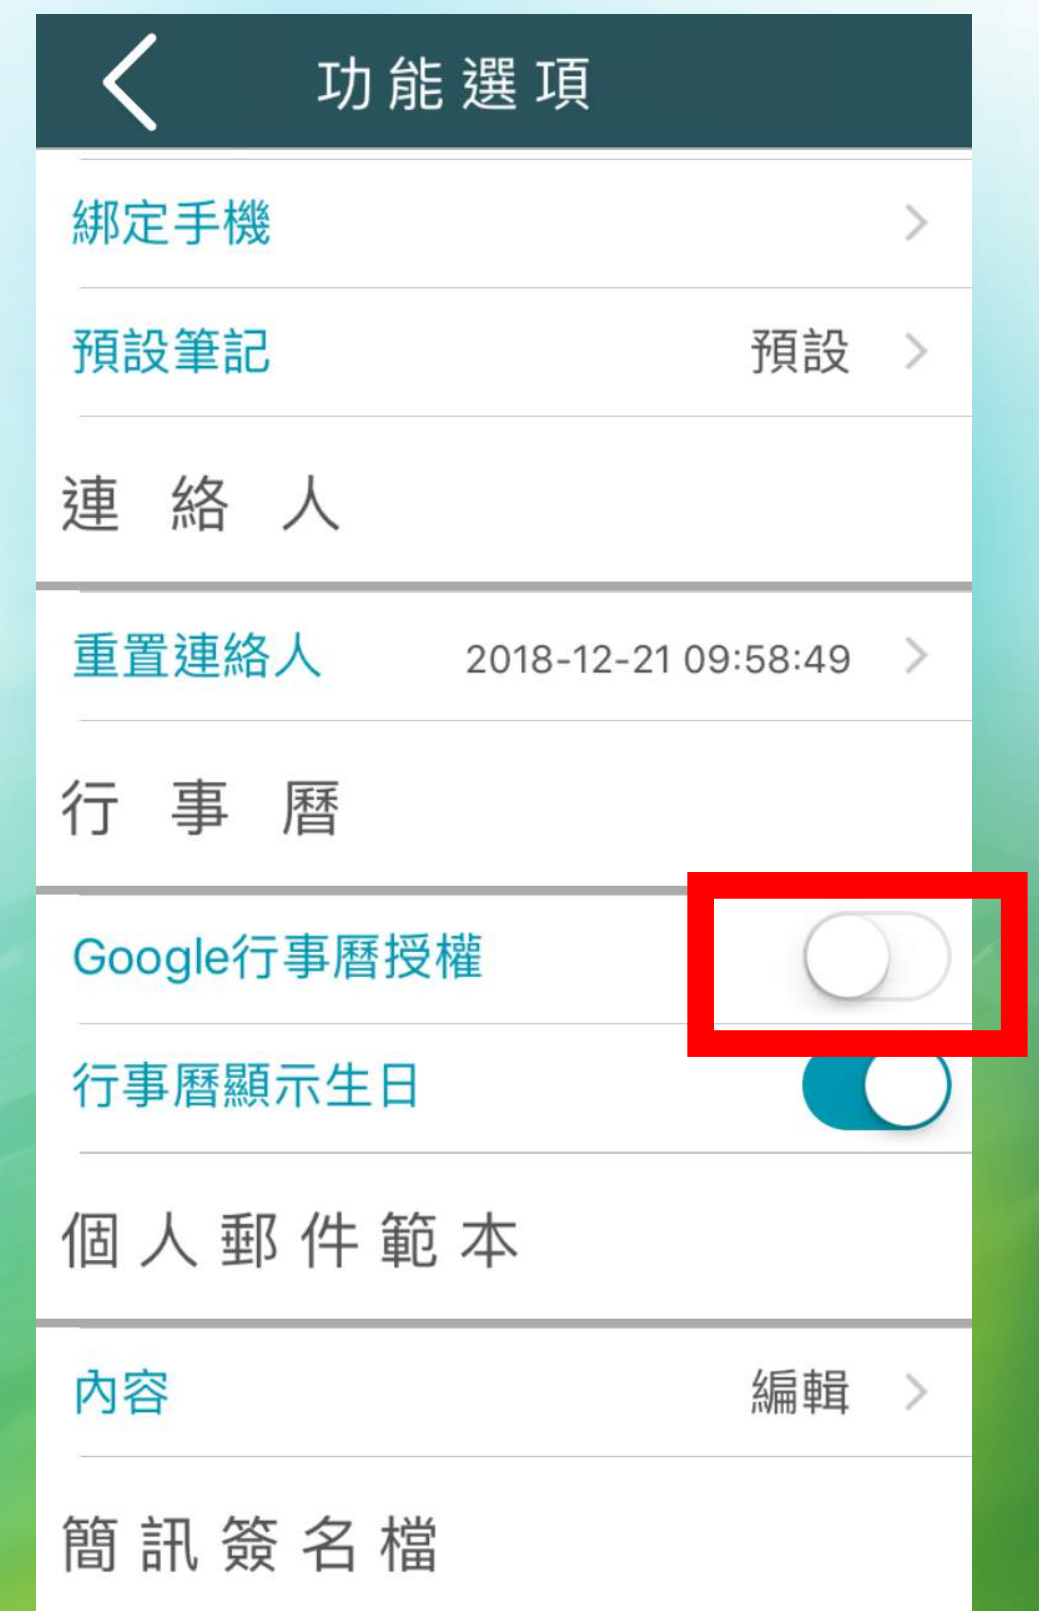 功能選項
綁定手機
預設筆記 預設
連絡人
重置連絡人 2018-12-21 09:58:49
行事曆
Google行事曆授權
行事曆顯示生日
個人郵件範本
內容 編輯
簡訊簽名檔